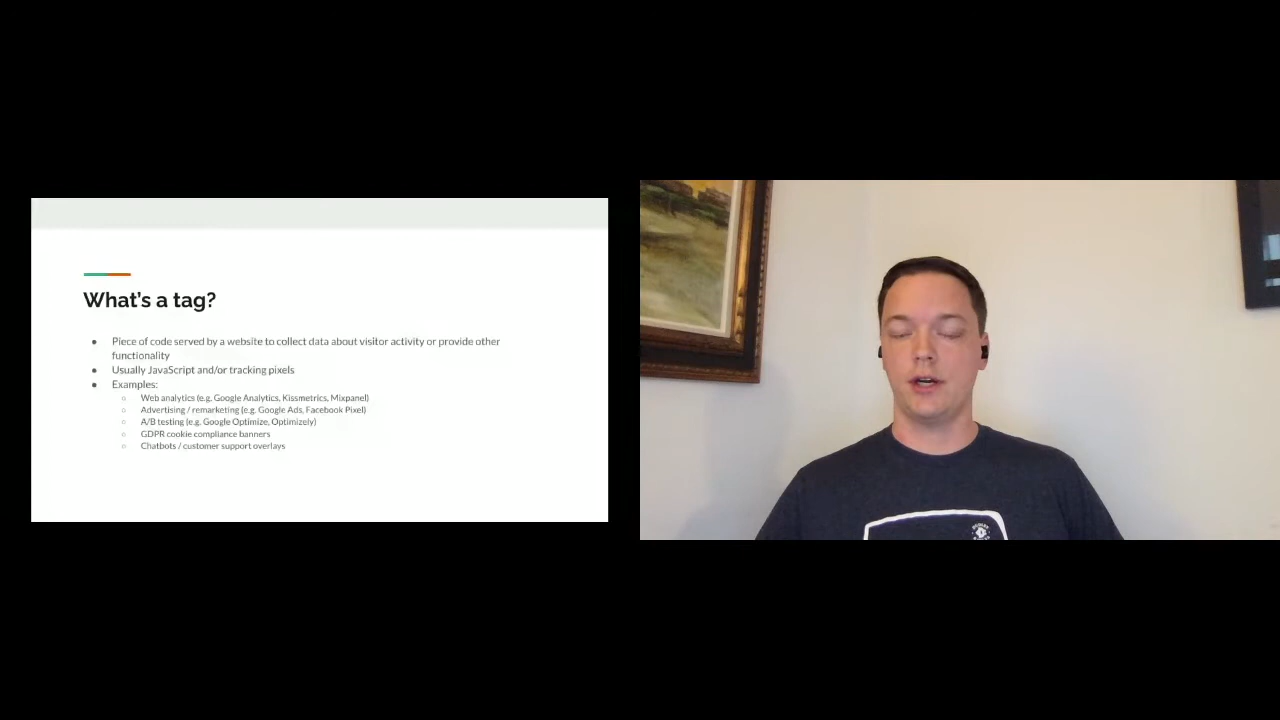 What's a tag?
● Piece of code served by a website to collect data about visitor activity or provide other
functionality
● Usually JavaScript and/or tracking pixels
● Examples:
○ Web analytics (e.g. Google Analytics, Kissmetrics, Mixpanel)
○ Advertising / remarketing (e.g. Google Ads, Facebook Pixel)
○ A/B testing (e.g. Google Optimize, Optimizely)
○ GDPR cookie compliance banners
○ Chatbots / customer support overlays